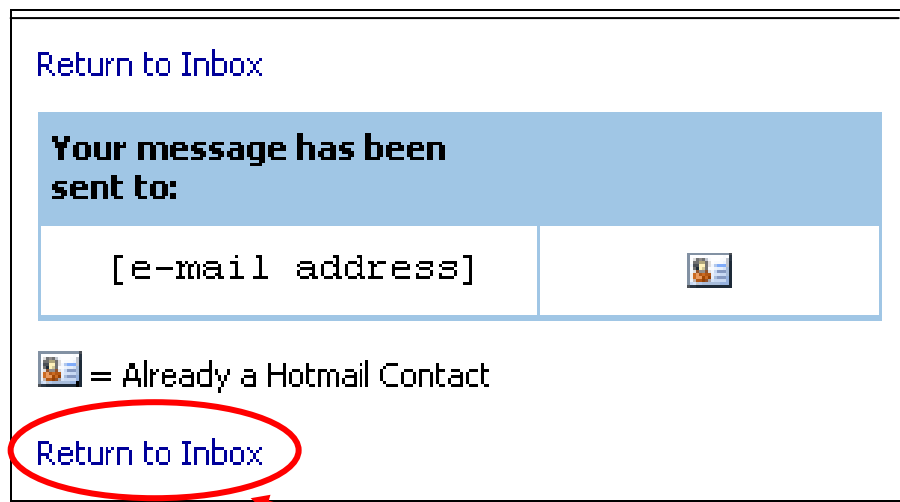 Return to Inbox
Your message has been
sent to:
[e-mail address]
= Already a Hotmail Contact
Return to Inbox